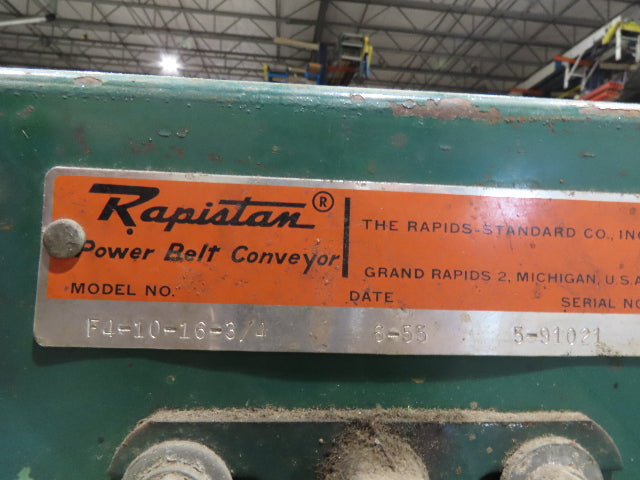 Rapistan ®
Power Belt Conveyor
THE RAPIDS-STANDARD CO., INC
GRAND RAPIDS 2, MICHIGAN, U.S.A
MODEL NO. DATE SERIAL NO
F4-10-16-3/4 6-55 5-91021